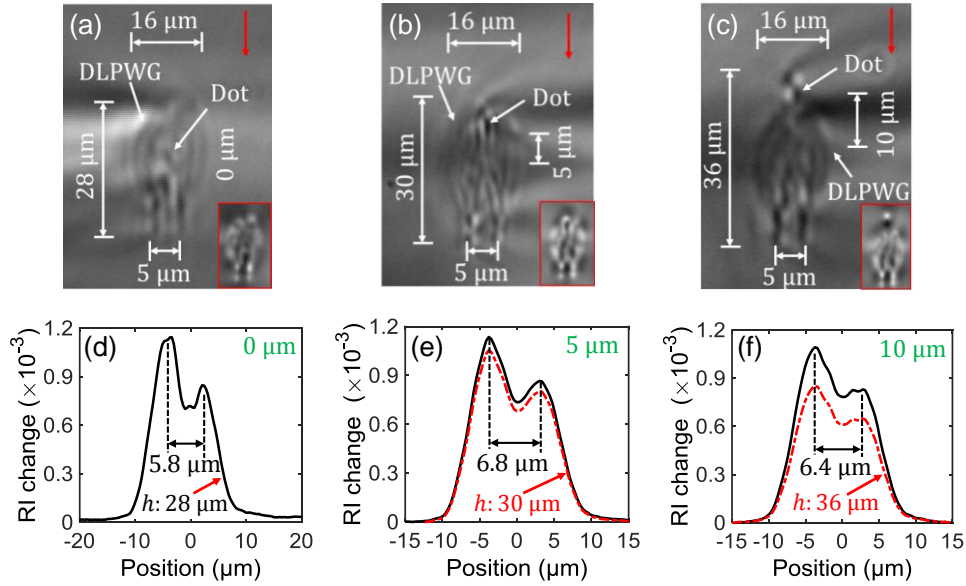 (a)
16 μm
DLPWG
Dot
28 μm
0 μm
5 μm
(b)
16 μm
DLPWG
Dot
30 μm
5 μm
5 μm
(c)
16 μm
Dot
36 μm
10 μm
DLPWG
5 μm
(d)
0 μm
RI change (×10⁻³)
1.2
0.9
0.6
0.3
0
5.8 μm
h: 28 μm
-20 -10 0 10 20
Position (μm)
(e)
5 μm
RI change (×10⁻³)
1.2
0.9
0.6
0.3
0
6.8 μm
h: 30 μm
-15 -10 -5 0 5 10 15
Position (μm)
(f)
10 μm
RI change (×10⁻³)
1.2
0.9
0.6
0.3
0
6.4 μm
h: 36 μm
-15 -10 -5 0 5 10 15
Position (μm)